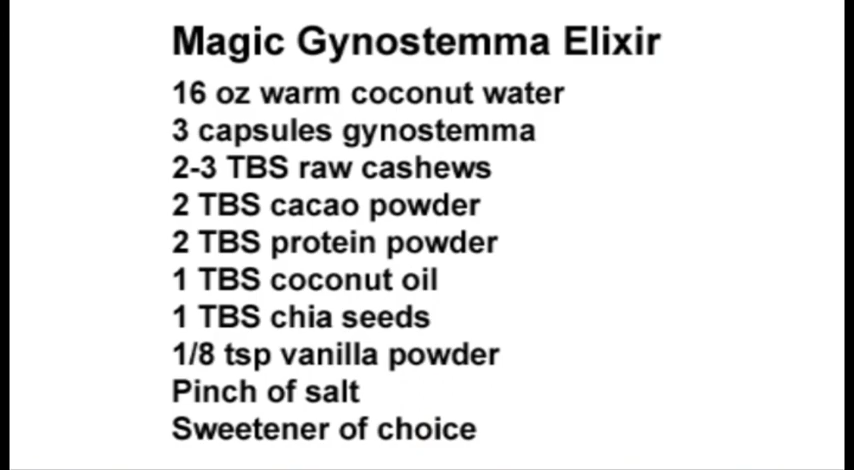 Magic Gynostemma Elixir
16 oz warm coconut water
3 capsules gynostemma
2-3 TBS raw cashews
2 TBS cacao powder
2 TBS protein powder
1 TBS coconut oil
1 TBS chia seeds
1/8 tsp vanilla powder
Pinch of salt
Sweetener of choice